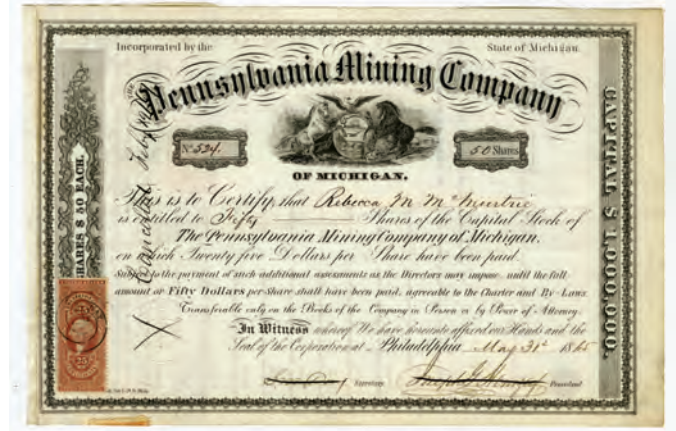 Incorporated by the State of Michigan.
THE
Pennsylvania Mining Company
No 524. 50 Shares
OF MICHIGAN.
This is to Certify, that Rebecca M
is entitled to Fifty Shares of the Capital Stock of
The Pennsylvania Mining Company of Michigan,
on which Twenty five Dollars per Share have been paid.
Subject to the payment of such additional assessments as the Directors may impose until the full
amount of Fifty Dollars per Share shall have been paid, agreeable to the Charter and By-Laws.
Transferable only on the Books of the Company in Person or by Power of Attorney.
In Witness whereof We have hereunto affixed our Hands and the
Seal of the Corporation at Philadelphia May 31st 1865
Secretary President
SHARES $ 50 EACH.
CAPITAL $ 1,000,000.
Cancelled
25